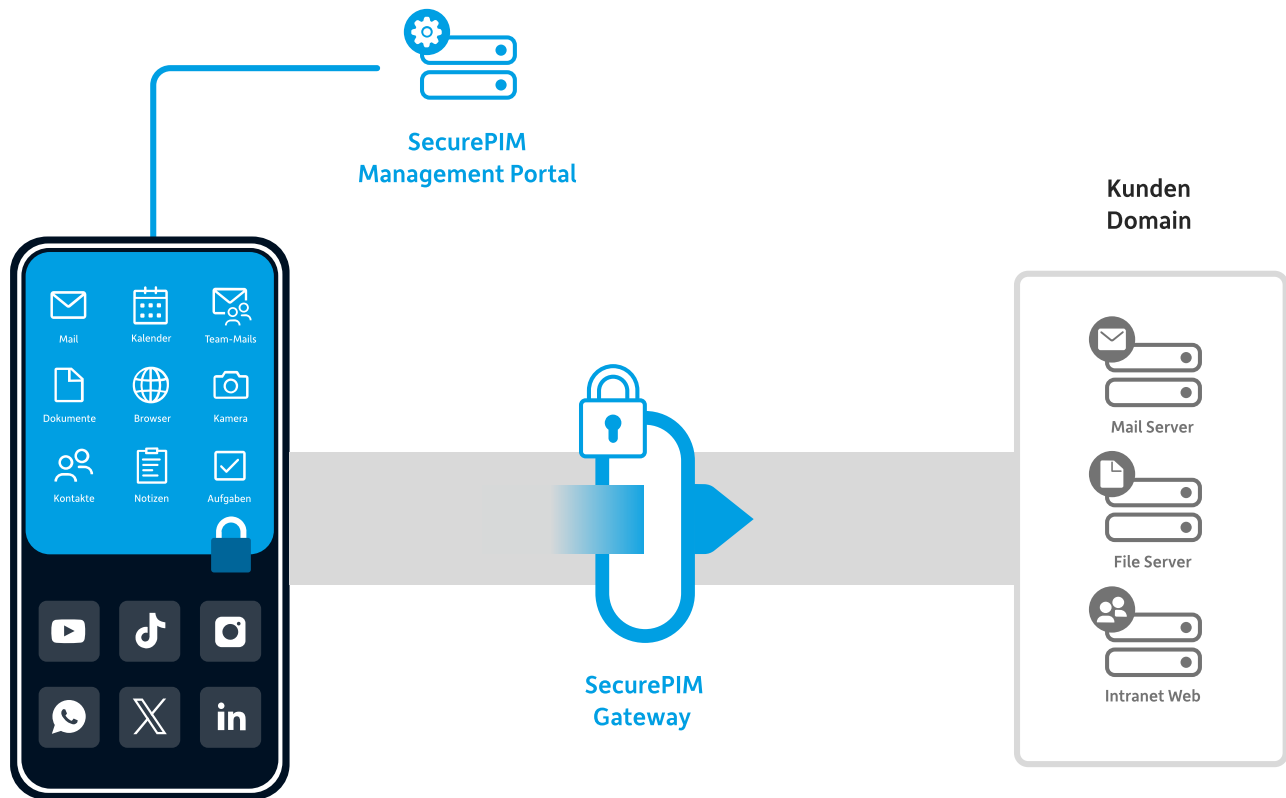 SecurePIM
Management Portal
Kunden
Domain
Mail
Kalender
Team-Mails
Dokumente
Browser
Kamera
Kontakte
Notizen
Aufgaben
in
SecurePIM
Gateway
Mail Server
File Server
Intranet Web